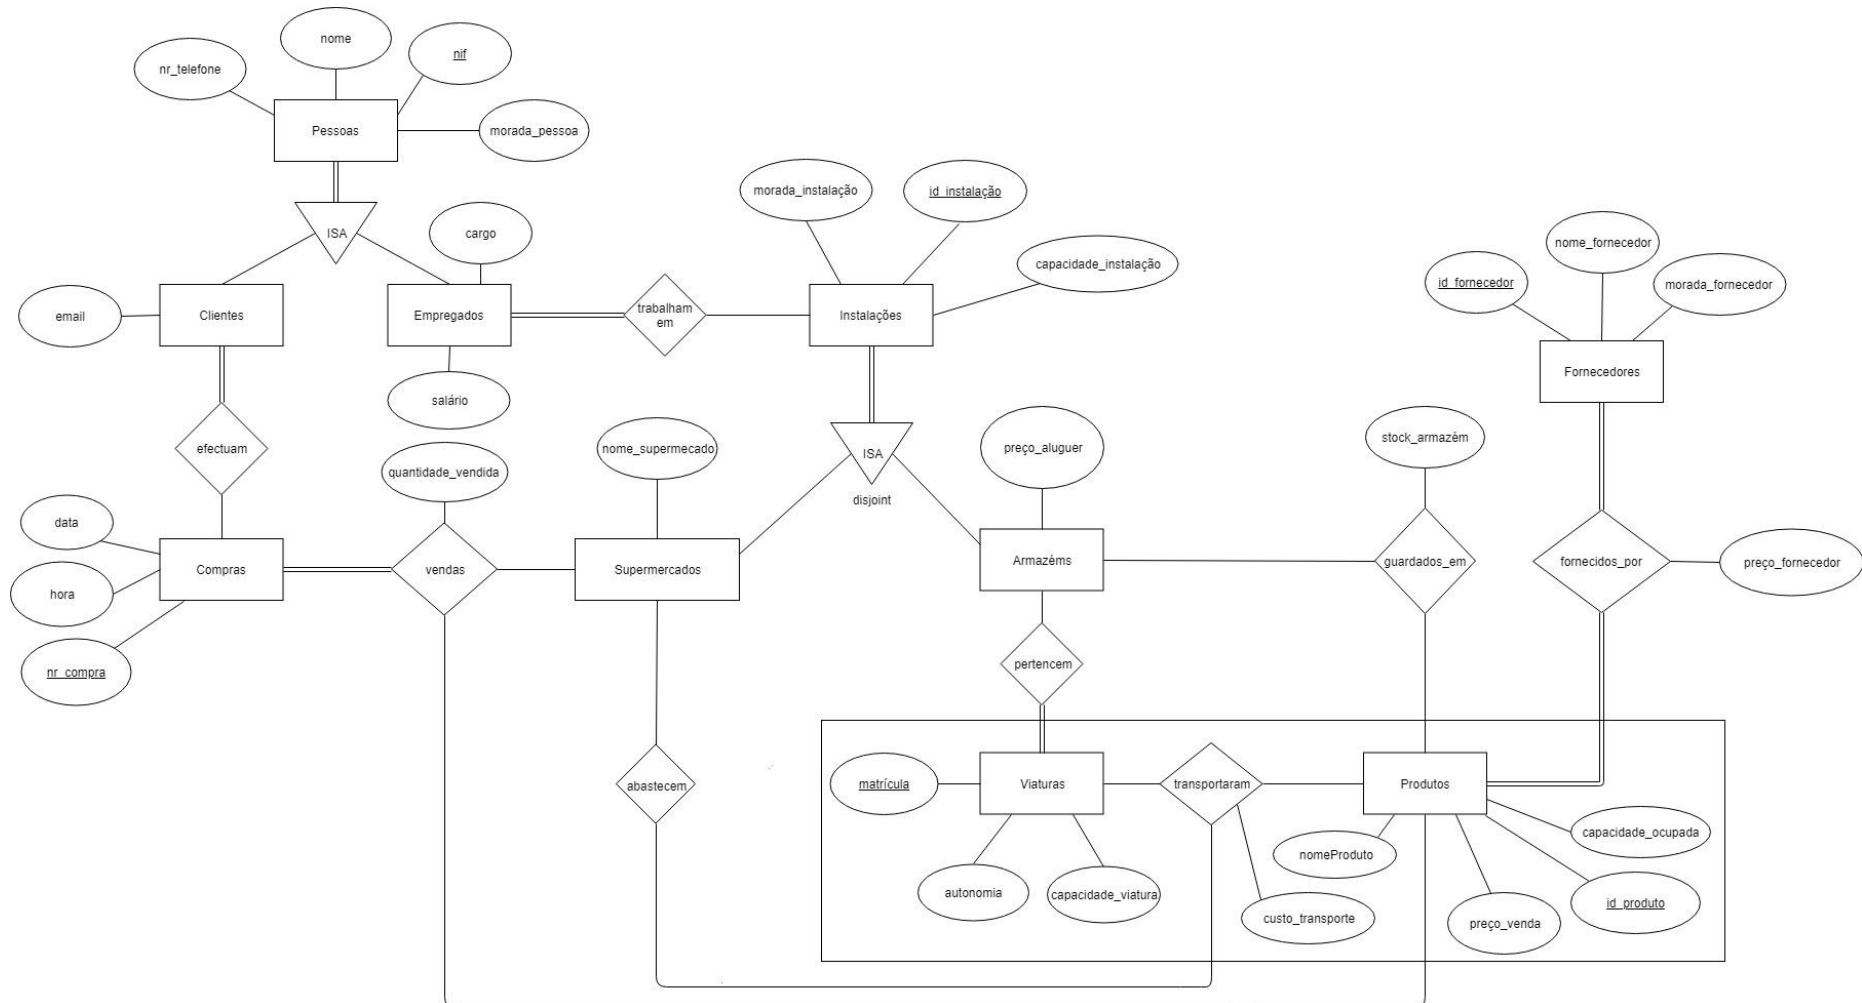 nome
nif
nr_telefone
Pessoas
morada_pessoa
morada_instalação
id_instalação
ISA
cargo
capacidade_instalação
nome_fornecedor
id_fornecedor
morada_fornecedor
email
Clientes
Empregados
trabalham
em
Instalações
Fornecedores
salário
efectuam
quantidade_vendida
nome_supermecado
ISA
disjoint
preço_aluguer
stock_armazém
data
Compras
vendas
Supermercados
Armazéms
guardados_em
fornecidos_por
preço_fornecedor
hora
nr_compra
pertencem
abastecem
matrícula
Viaturas
transportaram
Produtos
capacidade_ocupada
nomeProduto
autonomia
capacidade_viatura
custo_transporte
preço_venda
id_produto